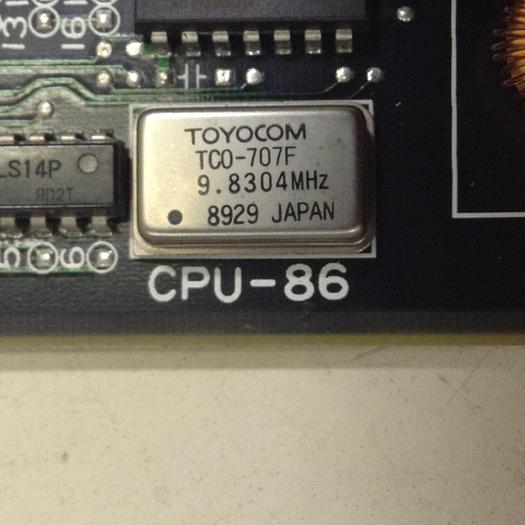 TOYOCOM
TCO-707F
9.8304MHz
8929 JAPAN
LS14P
9D2T
CPU-86